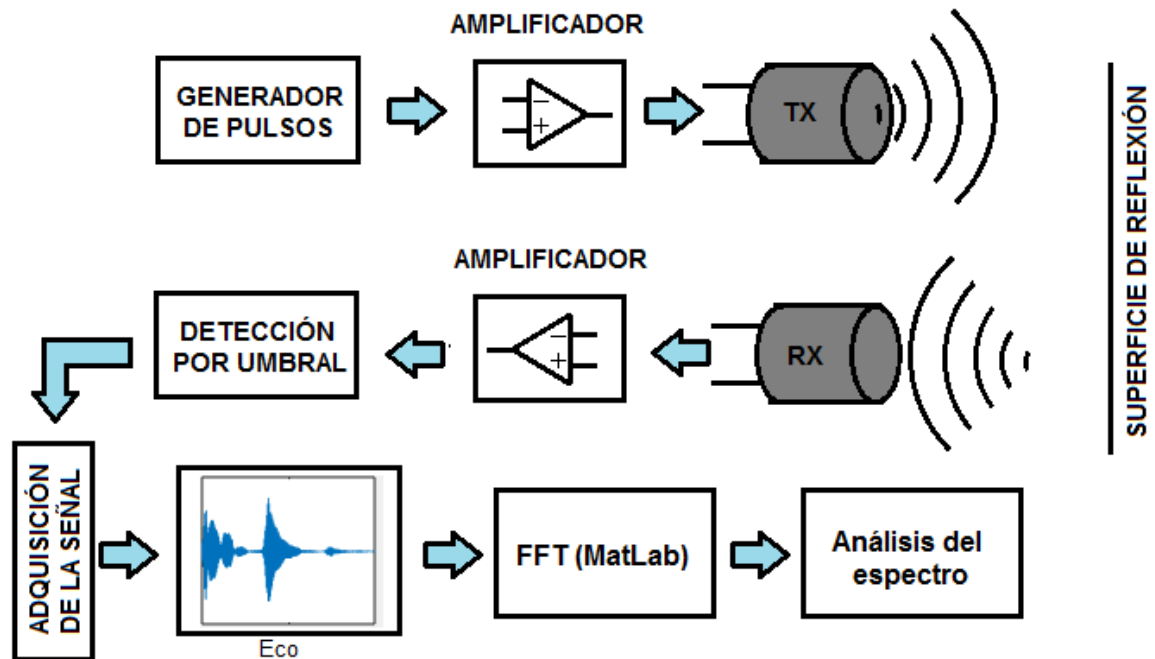 AMPLIFICADOR
GENERADOR
DE PULSOS
−
+
TX
SUPERFICIE DE REFLEXIÓN
AMPLIFICADOR
DETECCIÓN
POR UMBRAL
−
+
RX
ADQUISICIÓN
DE LA SEÑAL
Eco
FFT (MatLab)
Análisis del
espectro